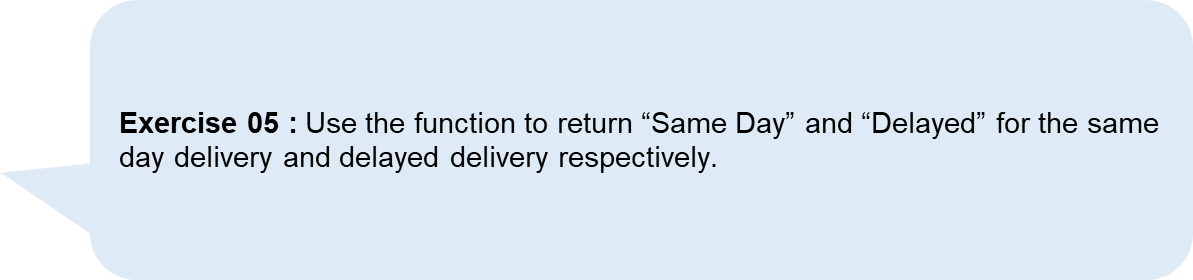 Exercise 05 : Use the function to return “Same Day” and “Delayed” for the same
day delivery and delayed delivery respectively.